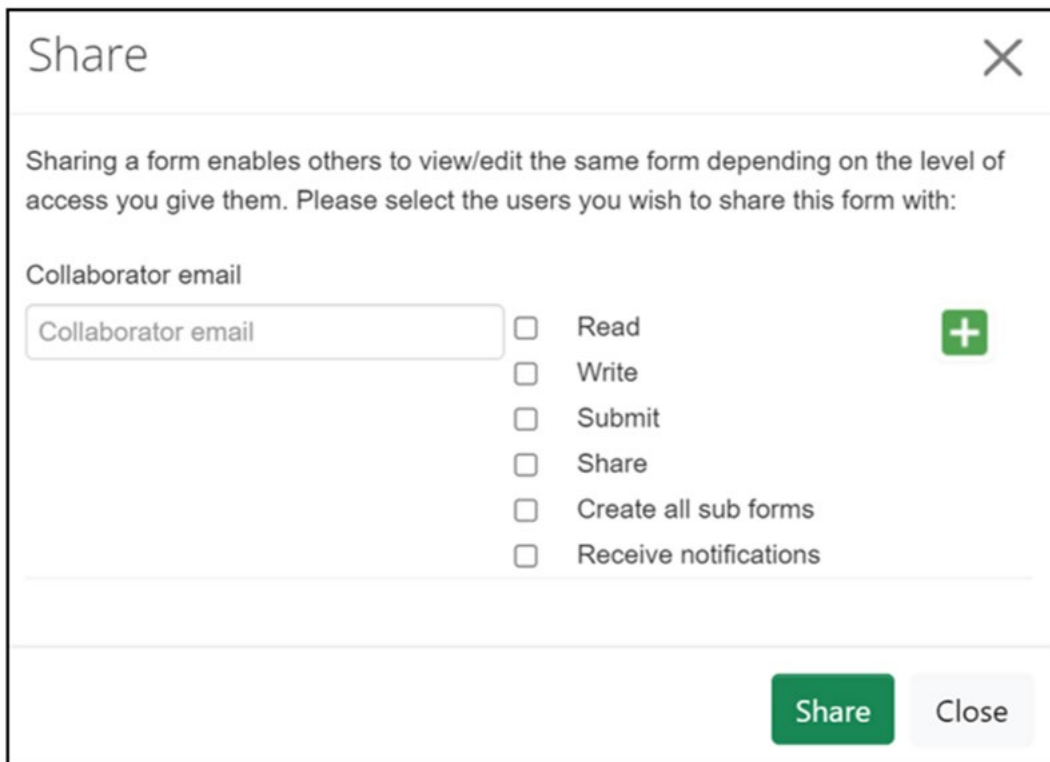 Share
Sharing a form enables others to view/edit the same form depending on the level of
access you give them. Please select the users you wish to share this form with:
Collaborator email
Collaborator email
Read
Write
Submit
Share
Create all sub forms
Receive notifications
Share
Close